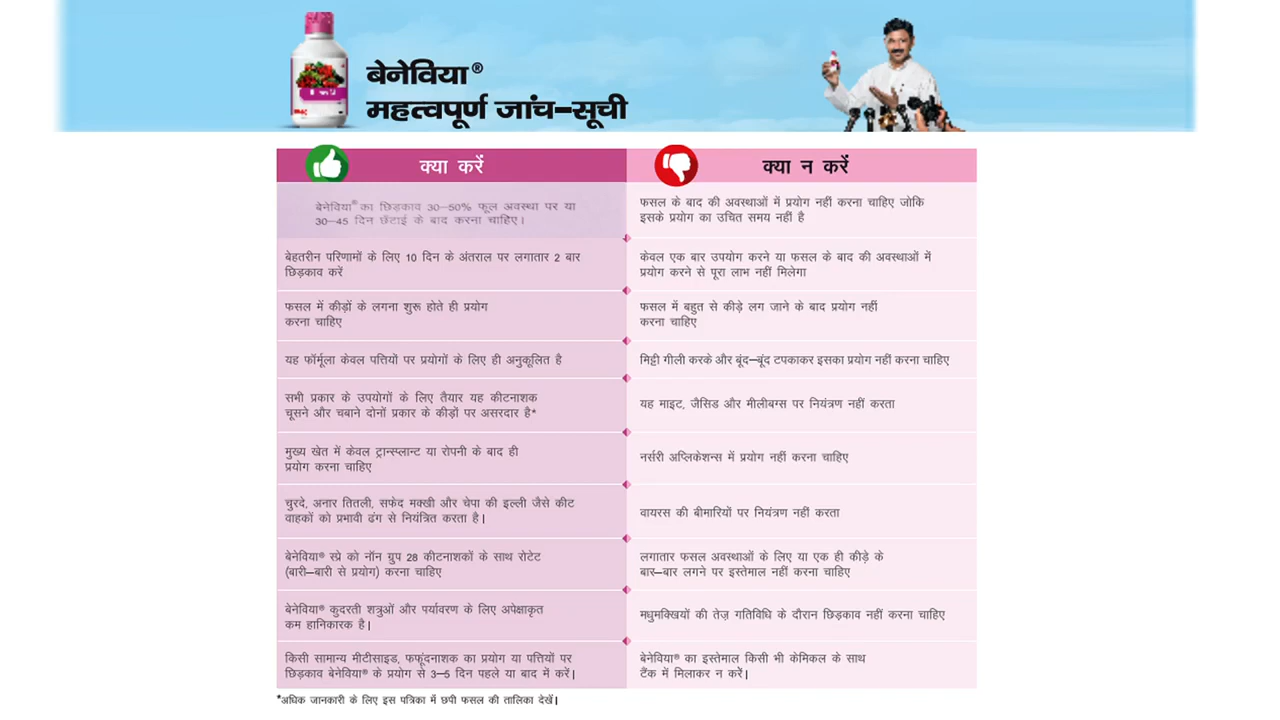 बेनेविया®
महत्वपूर्ण जांच–सूची
क्या करें
क्या न करें
बेनेविया® का छिड़काव 30–50% फूल अवस्था पर या
30–45 दिन छँटाई के बाद करना चाहिए।
फसल के बाद की अवस्थाओं में प्रयोग नहीं करना चाहिए जोकि
इसके प्रयोग का उचित समय नहीं है
बेहतरीन परिणामों के लिए 10 दिन के अंतराल पर लगातार 2 बार
छिड़काव करें
केवल एक बार उपयोग करने या फसल के बाद की अवस्थाओं में
प्रयोग करने से पूरा लाभ नहीं मिलेगा
फसल में कीड़ों के लगना शुरू होते ही प्रयोग
करना चाहिए
फसल में बहुत से कीड़े लग जाने के बाद प्रयोग नहीं
करना चाहिए
यह फॉर्मूला केवल पत्तियों पर प्रयोगों के लिए ही अनुकूलित है
मिट्टी गीली करके और बूंद–बूंद टपकाकर इसका प्रयोग नहीं करना चाहिए
सभी प्रकार के उपयोगों के लिए तैयार यह कीटनाशक
चूसने और चबाने दोनों प्रकार के कीड़ों पर असरदार है*
यह माइट, जैसिड और मीलीबग्स पर नियंत्रण नहीं करता
मुख्य खेत में केवल ट्रान्स्प्लान्ट या रोपनी के बाद ही
प्रयोग करना चाहिए
नर्सरी अप्लिकेशन्स में प्रयोग नहीं करना चाहिए
चुरदे, अनार तितली, सफेद मक्खी और चेपा की इल्ली जैसे कीट
वाहकों को प्रभावी ढंग से नियंत्रित करता है।
वायरस की बीमारियों पर नियंत्रण नहीं करता
बेनेविया® स्प्रे को नॉन ग्रुप 28 कीटनाशकों के साथ रोटेट
(बारी–बारी से प्रयोग) करना चाहिए
लगातार फसल अवस्थाओं के लिए या एक ही कीड़े के
बार–बार लगने पर इस्तेमाल नहीं करना चाहिए
बेनेविया® कुदरती शत्रुओं और पर्यावरण के लिए अपेक्षाकृत
कम हानिकारक है।
मधुमक्खियों की तेज़ गतिविधि के दौरान छिड़काव नहीं करना चाहिए
किसी सामान्य मीटीसाइड, फफूंदनाशक का प्रयोग या पत्तियों पर
छिड़काव बेनेविया® के प्रयोग से 3–5 दिन पहले या बाद में करें।
बेनेविया® का इस्तेमाल किसी भी केमिकल के साथ
टैंक में मिलाकर न करें।
*अधिक जानकारी के लिए इस पत्रिका में छपी फसल की तालिका देखें।